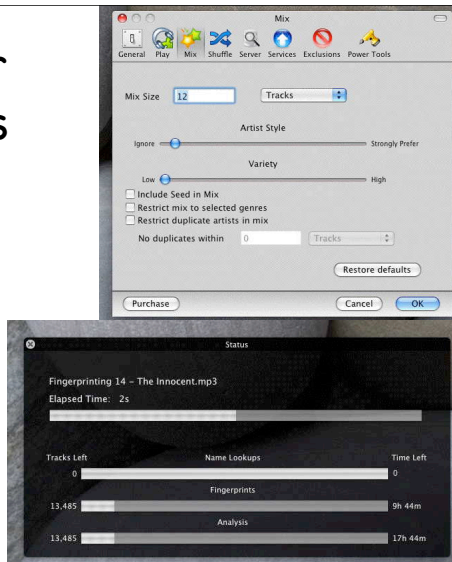 Mix
General Play Mix Shuffle Server Services Exclusions Power Tools
Mix Size 12 Tracks
Artist Style
Ignore Strongly Prefer
Variety
Low High
Include Seed in Mix
Restrict mix to selected genres
Restrict duplicate artists in mix
No duplicates within 0 Tracks
Restore defaults
Purchase Cancel OK
Status
Fingerprinting 14 – The Innocent.mp3
Elapsed Time: 2s
Tracks Left Name Lookups Time Left
0 0
Fingerprints
13,485 9h 44m
Analysis
13,485 17h 44m